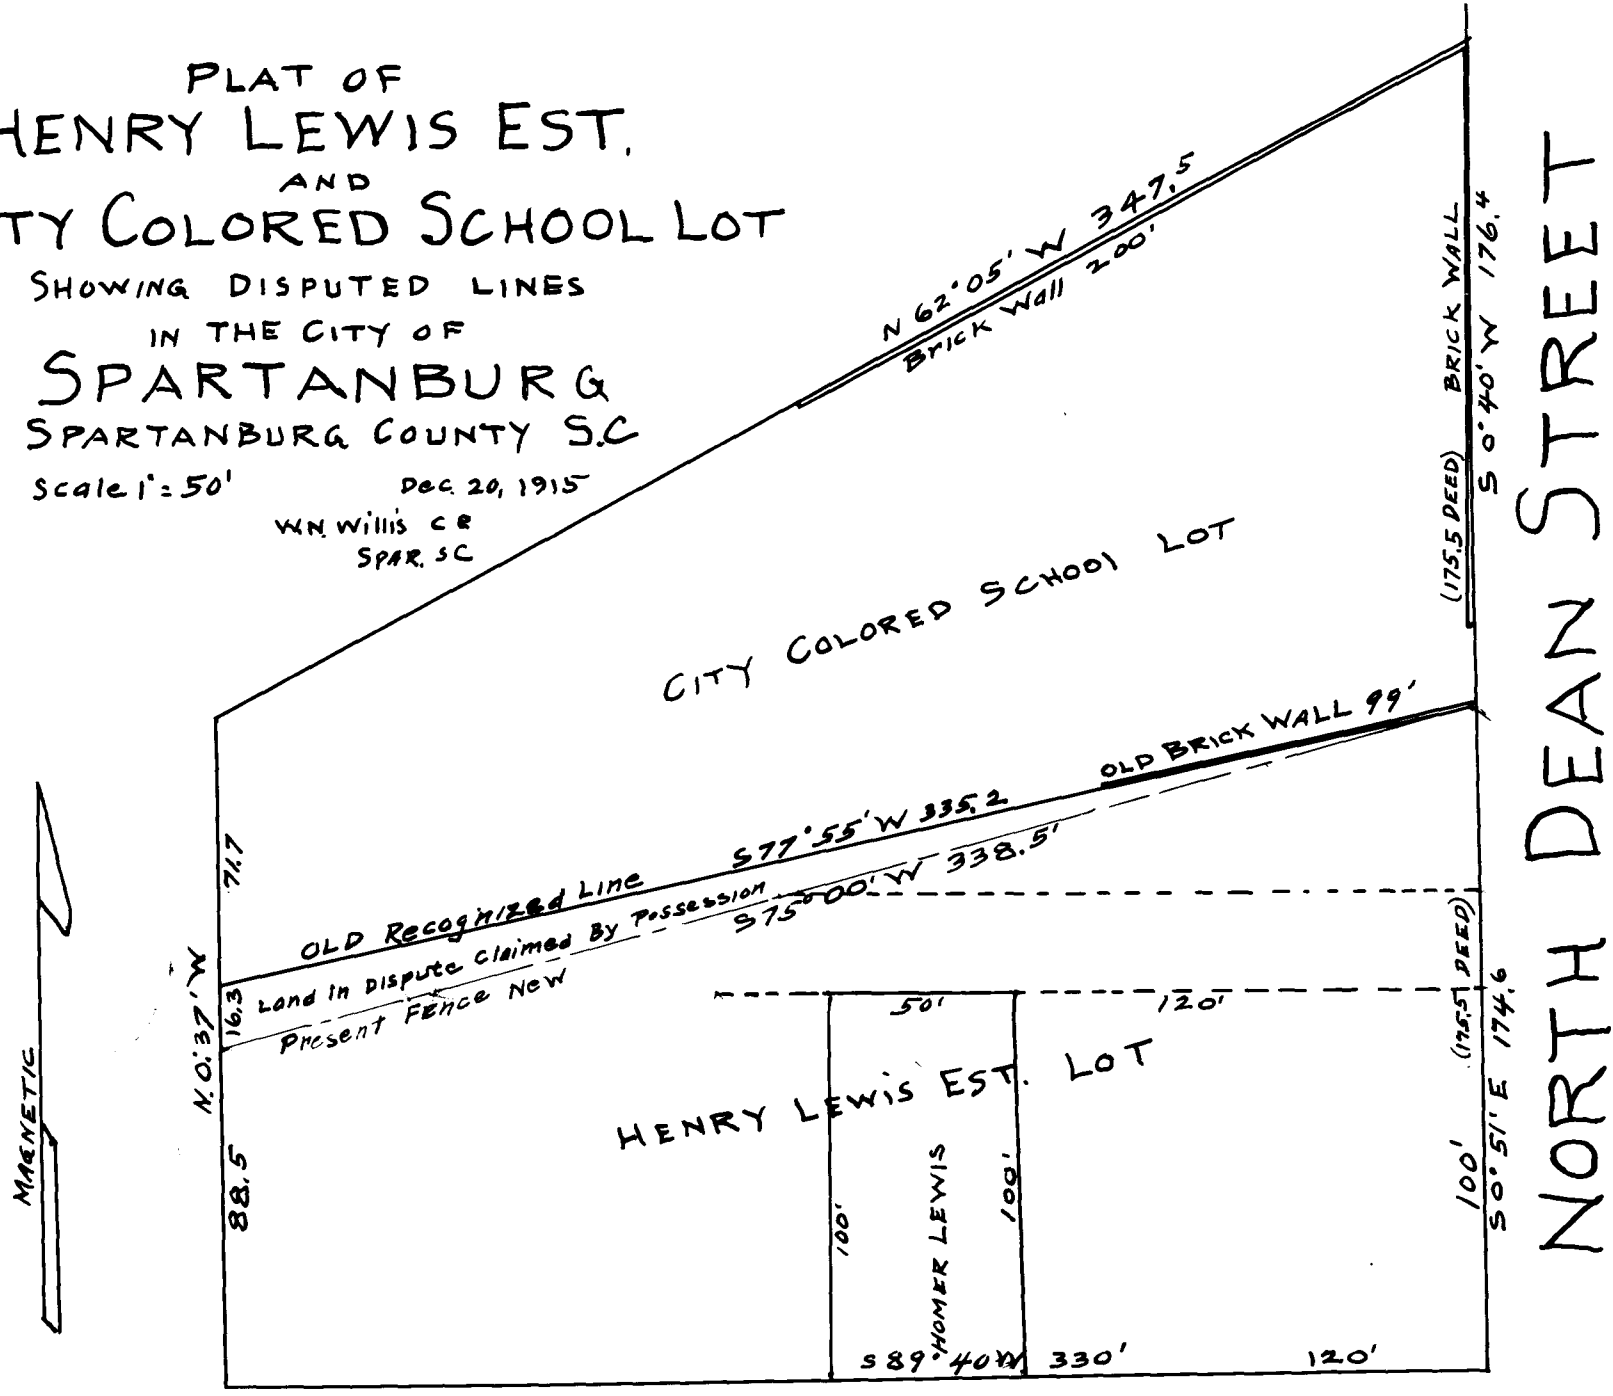 PLAT OF
HENRY LEWIS EST.
AND
TY COLORED SCHOOL LOT
SHOWING DISPUTED LINES
IN THE CITY OF
SPARTANBURG
SPARTANBURG COUNTY S.C
Scale 1"=50'
Dec. 20, 1915
W.N. Willis CE
SPAR. SC
N 62°05' W 347.5
Brick Wall 200'
BRICK WALL
(175.5 DEED)
S 0°40' W 176.4
NORTH DEAN STREET
CITY COLORED SCHOOL LOT
OLD BRICK WALL 99'
S77°55' W 335.2
OLD Recognized Line
S75°00' W 338.5'
Land in Dispute Claimed By Possession
Present Fence New
71.7
16.3
N.0°37' W
88.5
MAGNETIC
50'
120'
HENRY LEWIS EST. LOT
(175.5 DEED)
S 0°51' E 174.6
100'
100'
HOMER LEWIS
100'
S 89°40 W 330'
120'